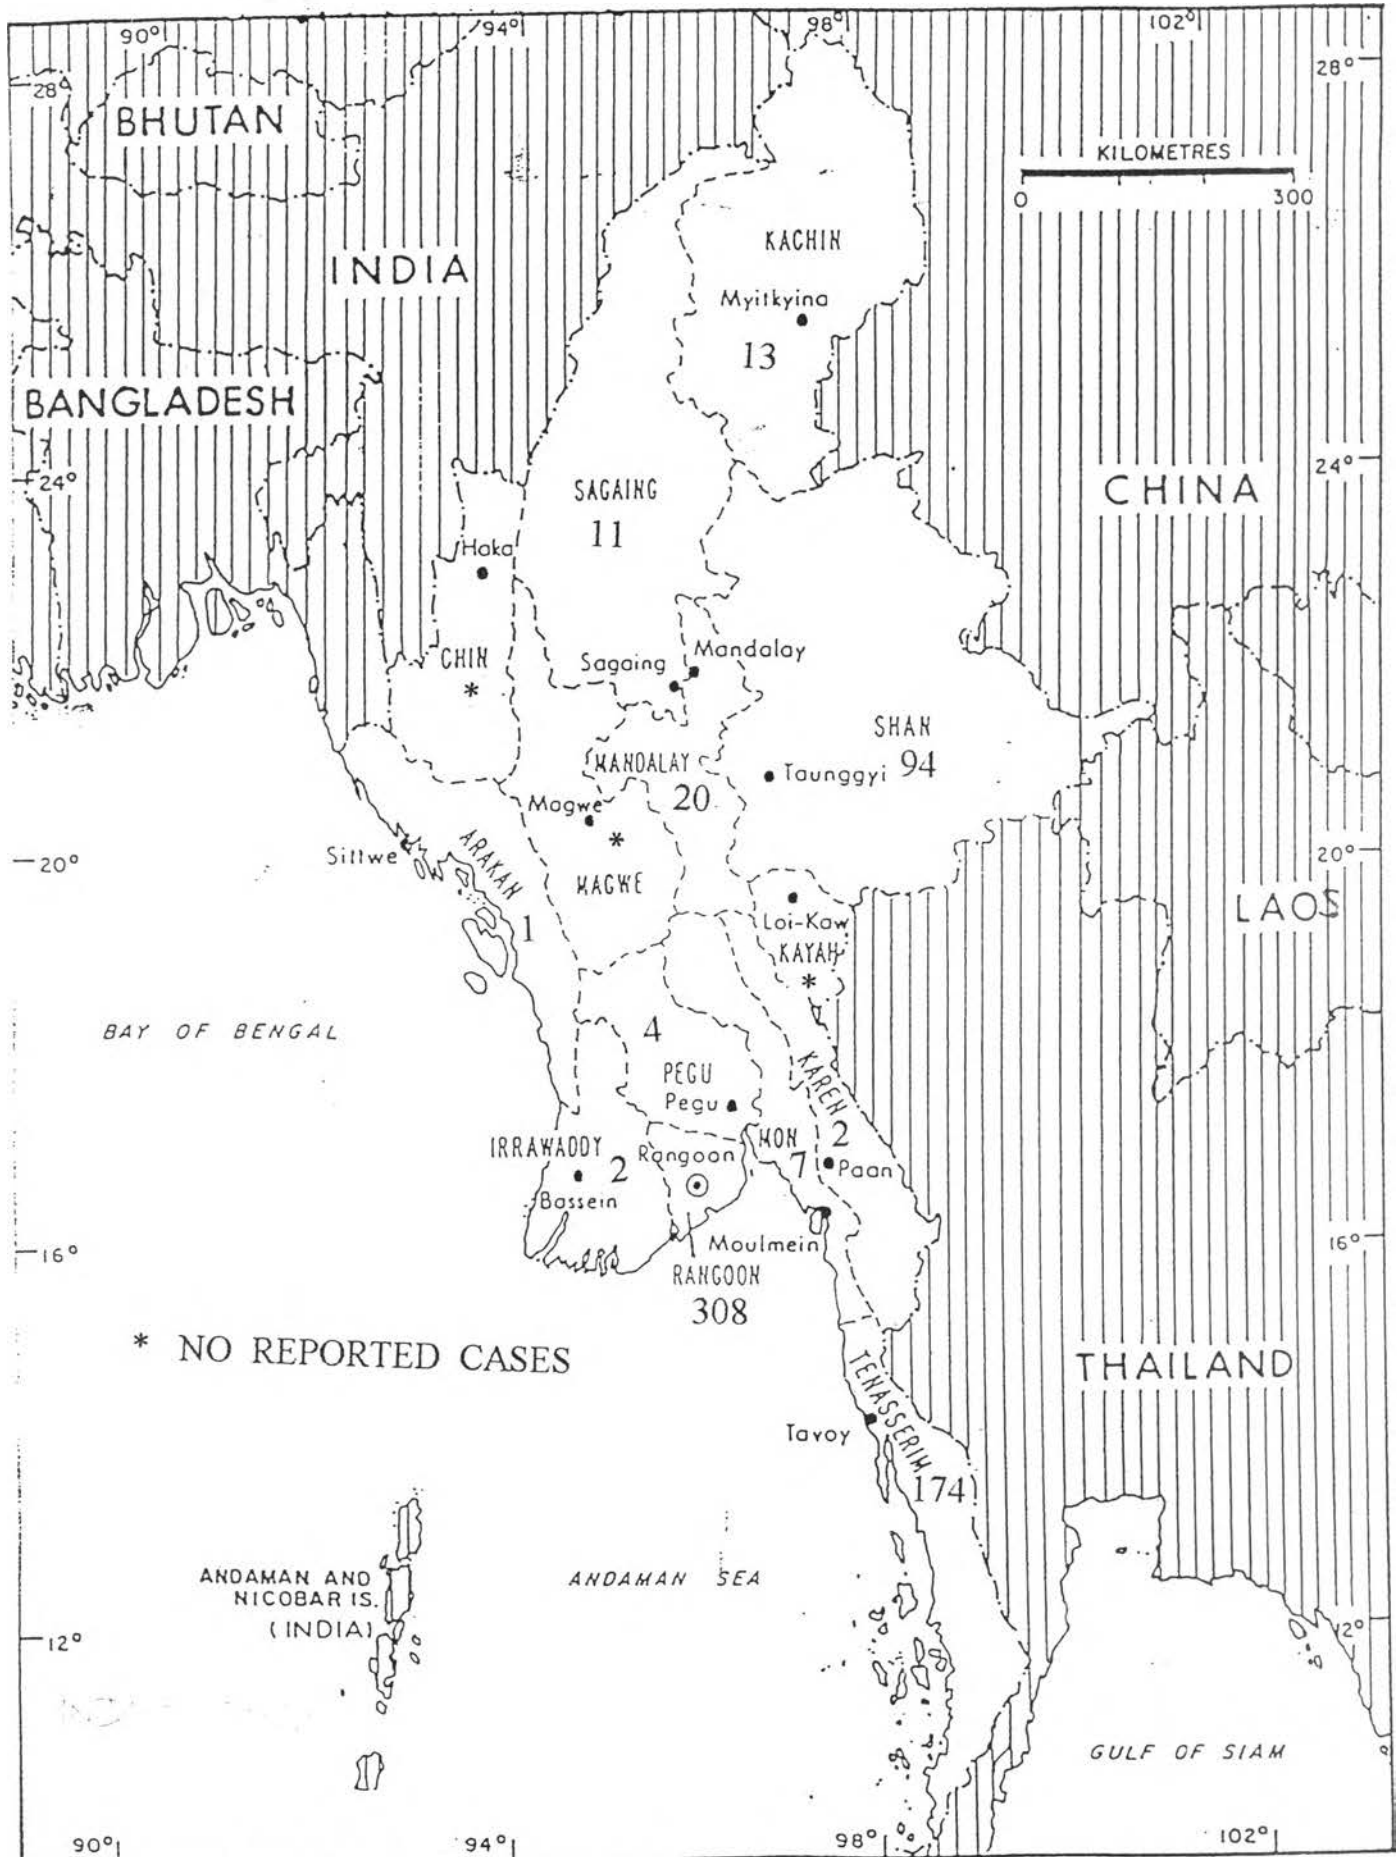 90° 94° 98° 102°
28° 28°
BHUTAN
KILOMETRES
0 300
KACHIN
INDIA
Myitkyina
13
BANGLADESH
24° 24°
CHINA
SAGAING
11
Haka
CHIN
*
Sagaing
Mandalay
SHAN
94
MANDALAY
20
Taunggyi
Magwe
*
MAGWE
Sittwe
ARAKAN
1
20° 20°
LAOS
Loi-Kaw
KAYAH
*
BAY OF BENGAL
4
PEGU
Pegu
KAREN
2
MON
7
Paan
IRRAWADDY
2
Bassein
Rangoon
Moulmein
16° 16°
RANGOON
308
* NO REPORTED CASES
THAILAND
TENASSERIM
174
Tavoy
ANDAMAN AND
NICOBAR IS.
(INDIA)
ANDAMAN SEA
12° 12°
GULF OF SIAM
90° 94° 98° 102°